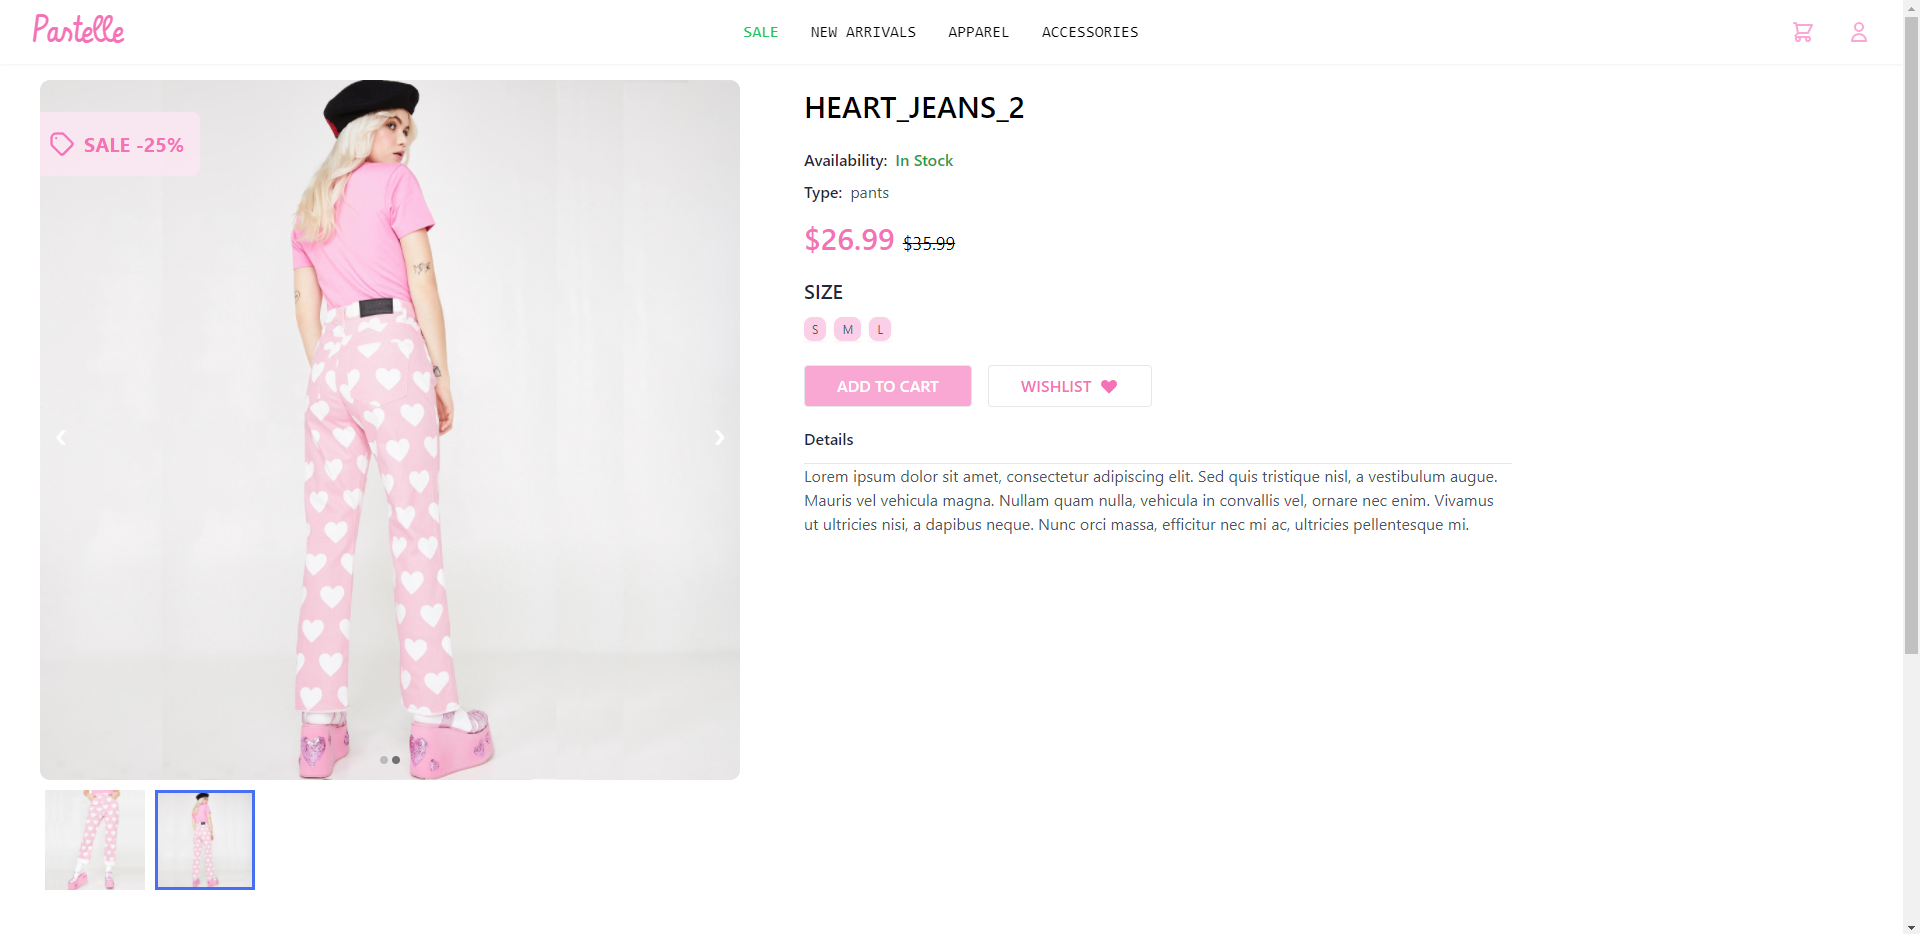 Pastelle
SALE NEW ARRIVALS APPAREL ACCESSORIES
SALE -25%
HEART_JEANS_2
Availability: In Stock
Type: pants
$26.99 $35.99
SIZE
S M L
ADD TO CART WISHLIST
Details
Lorem ipsum dolor sit amet, consectetur adipiscing elit. Sed quis tristique nisl, a vestibulum augue.
Mauris vel vehicula magna. Nullam quam nulla, vehicula in convallis vel, ornare nec enim. Vivamus
ut ultricies nisi, a dapibus neque. Nunc orci massa, efficitur nec mi ac, ultricies pellentesque mi.